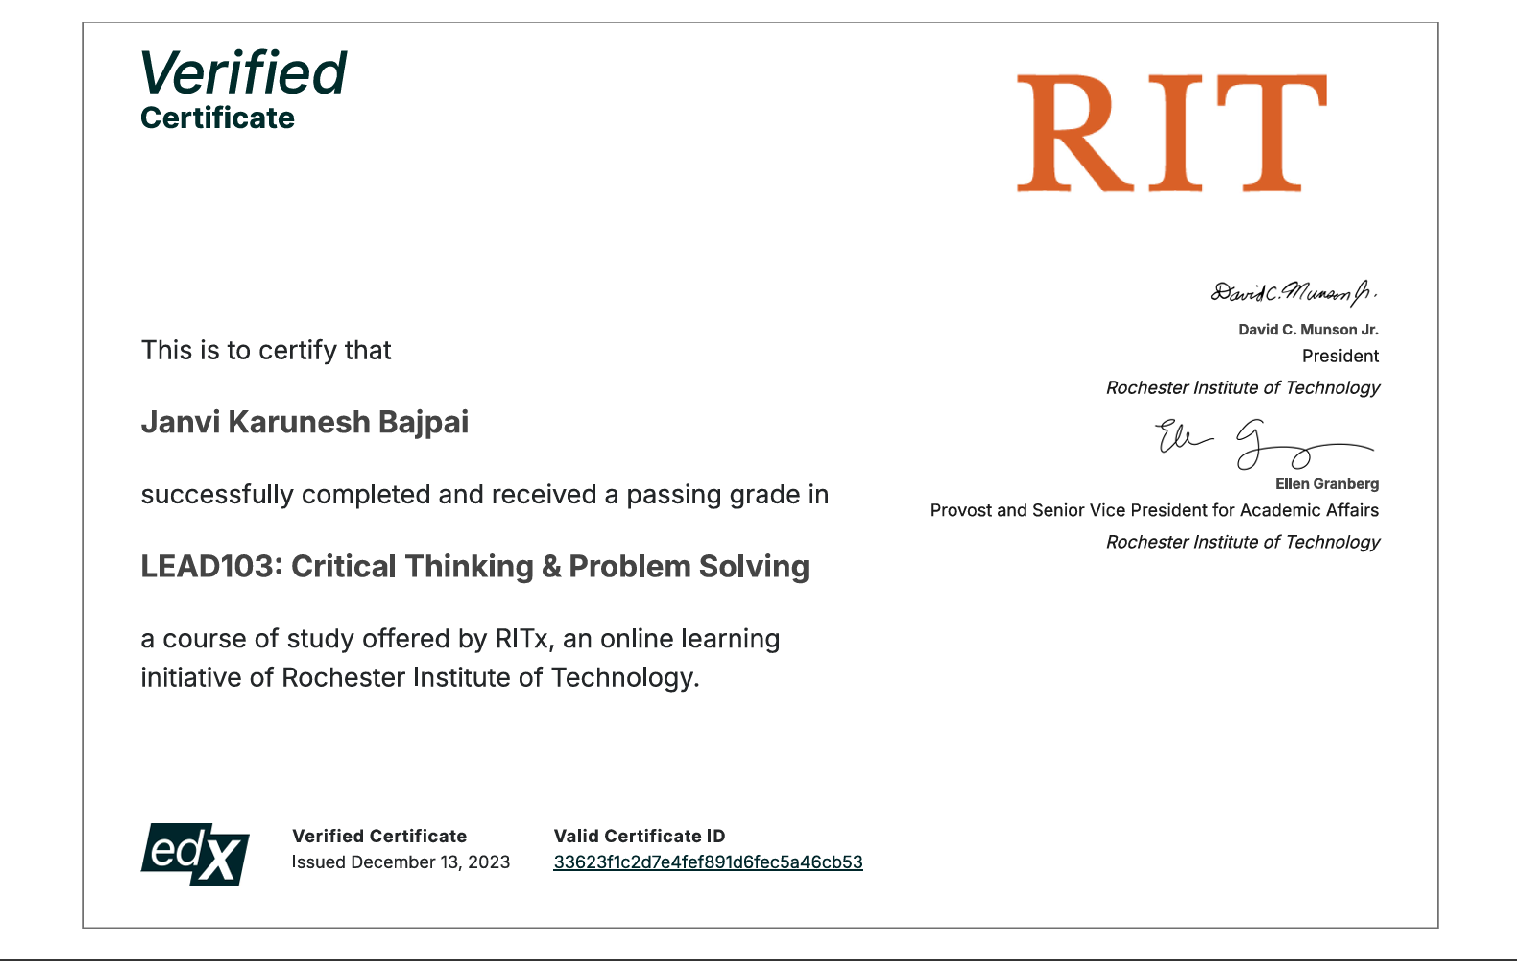 Verified
Certificate
RIT
This is to certify that
Janvi Karunesh Bajpai
successfully completed and received a passing grade in
LEAD103: Critical Thinking & Problem Solving
a course of study offered by RITx, an online learning
initiative of Rochester Institute of Technology.
David C. Munson Jr.
David C. Munson Jr.
President
Rochester Institute of Technology
Ellen Granberg
Provost and Senior Vice President for Academic Affairs
Rochester Institute of Technology
edX
Verified Certificate
Issued December 13, 2023
Valid Certificate ID
33623f1c2d7e4fef891d6fec5a46cb53